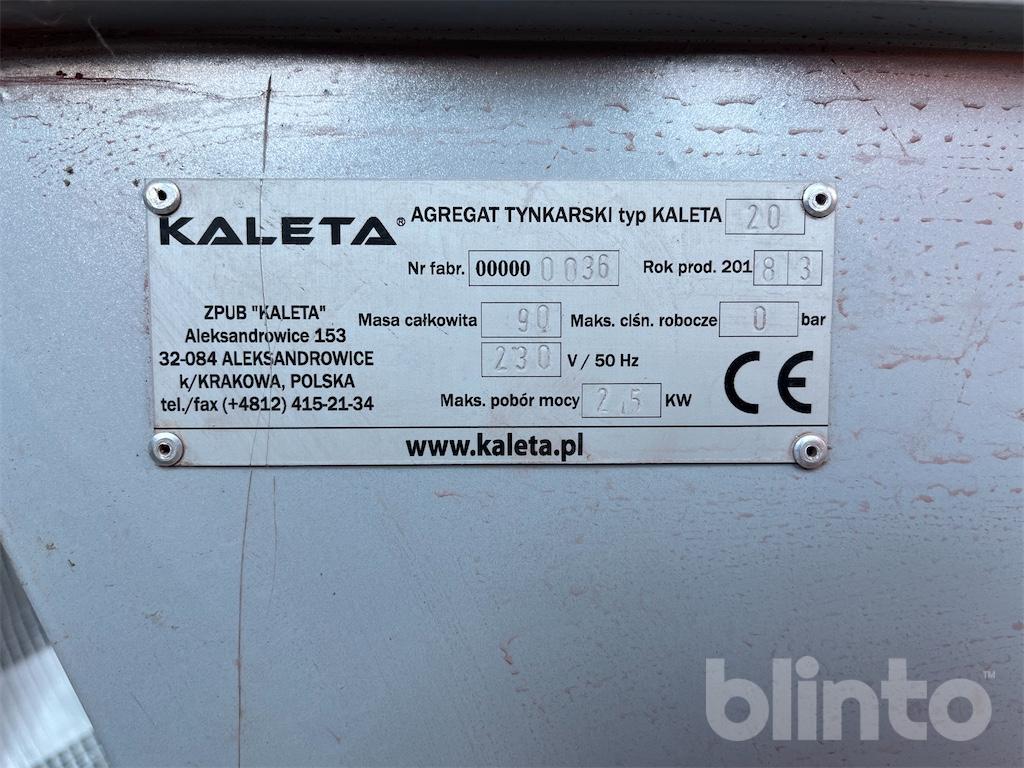 KALETA® AGREGAT TYNKARSKI typ KALETA 20
Nr fabr. 00000 0036 Rok prod. 201 8/3
ZPUB "KALETA"
Aleksandrowice 153
32-084 ALEKSANDROWICE
k/KRAKOWA, POLSKA
tel./fax (+4812) 415-21-34
Masa całkowita 90 Maks. ciśn. robocze 0 bar
230 V / 50 Hz
Maks. pobór mocy 2,5 KW
CE
www.kaleta.pl
blinto™